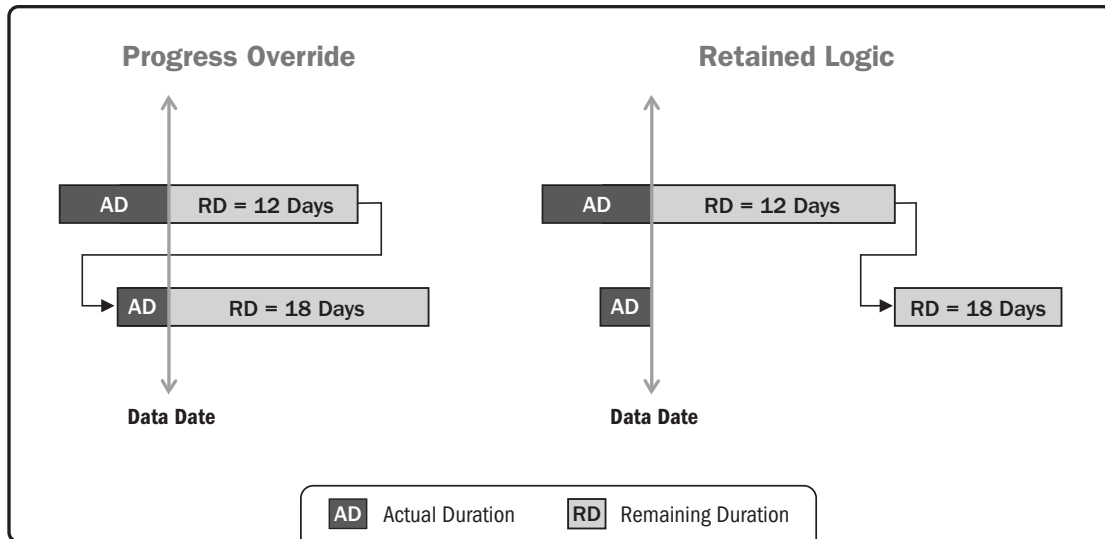 Progress Override
Retained Logic
AD RD = 12 Days
AD RD = 18 Days
Data Date
AD RD = 12 Days
AD RD = 18 Days
Data Date
AD Actual Duration RD Remaining Duration